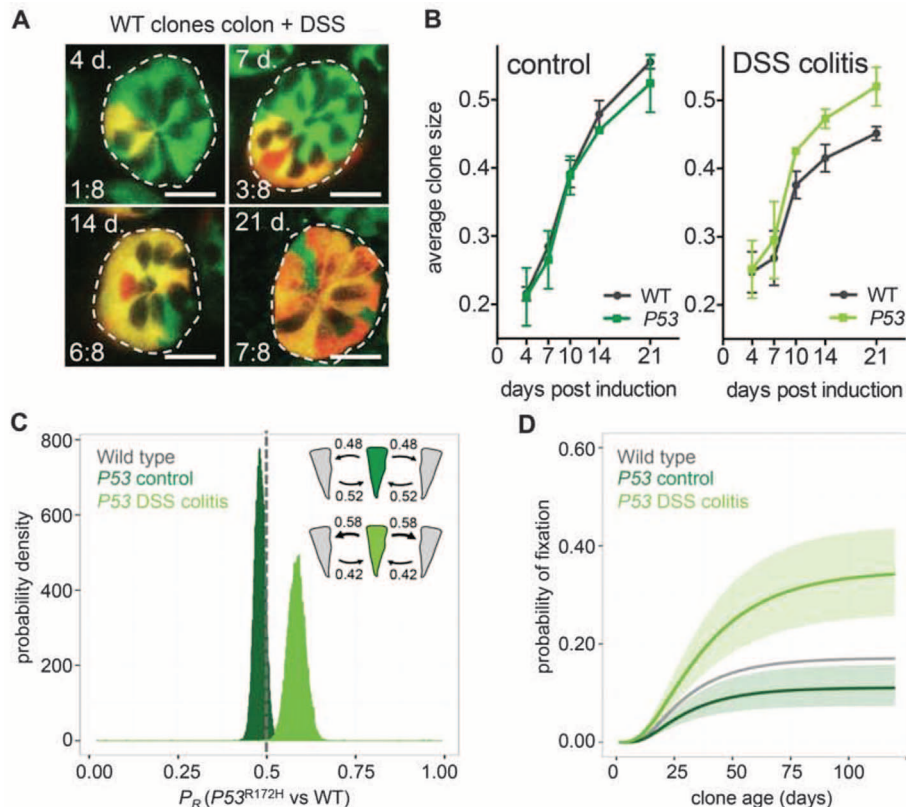 A
WT clones colon + DSS
4 d.
1:8
7 d.
3:8
14 d.
6:8
21 d.
7:8
B
control
average clone size
0.5
0.4
0.3
0.2
WT
P53
0 4 7 10 14 21
days post induction
DSS colitis
0.5
0.4
0.3
0.2
WT
P53
0 4 7 10 14 21
days post induction
C
Wild type
P53 control
P53 DSS colitis
probability density
800
600
400
200
0
0.48 0.48
0.52 0.52
0.58 0.58
0.42 0.42
0.00 0.25 0.5 0.75 1.00
P_R (P53^R172H vs WT)
D
Wild type
P53 control
P53 DSS colitis
probability of fixation
0.60
0.40
0.20
0.00
0 25 50 75 100
clone age (days)